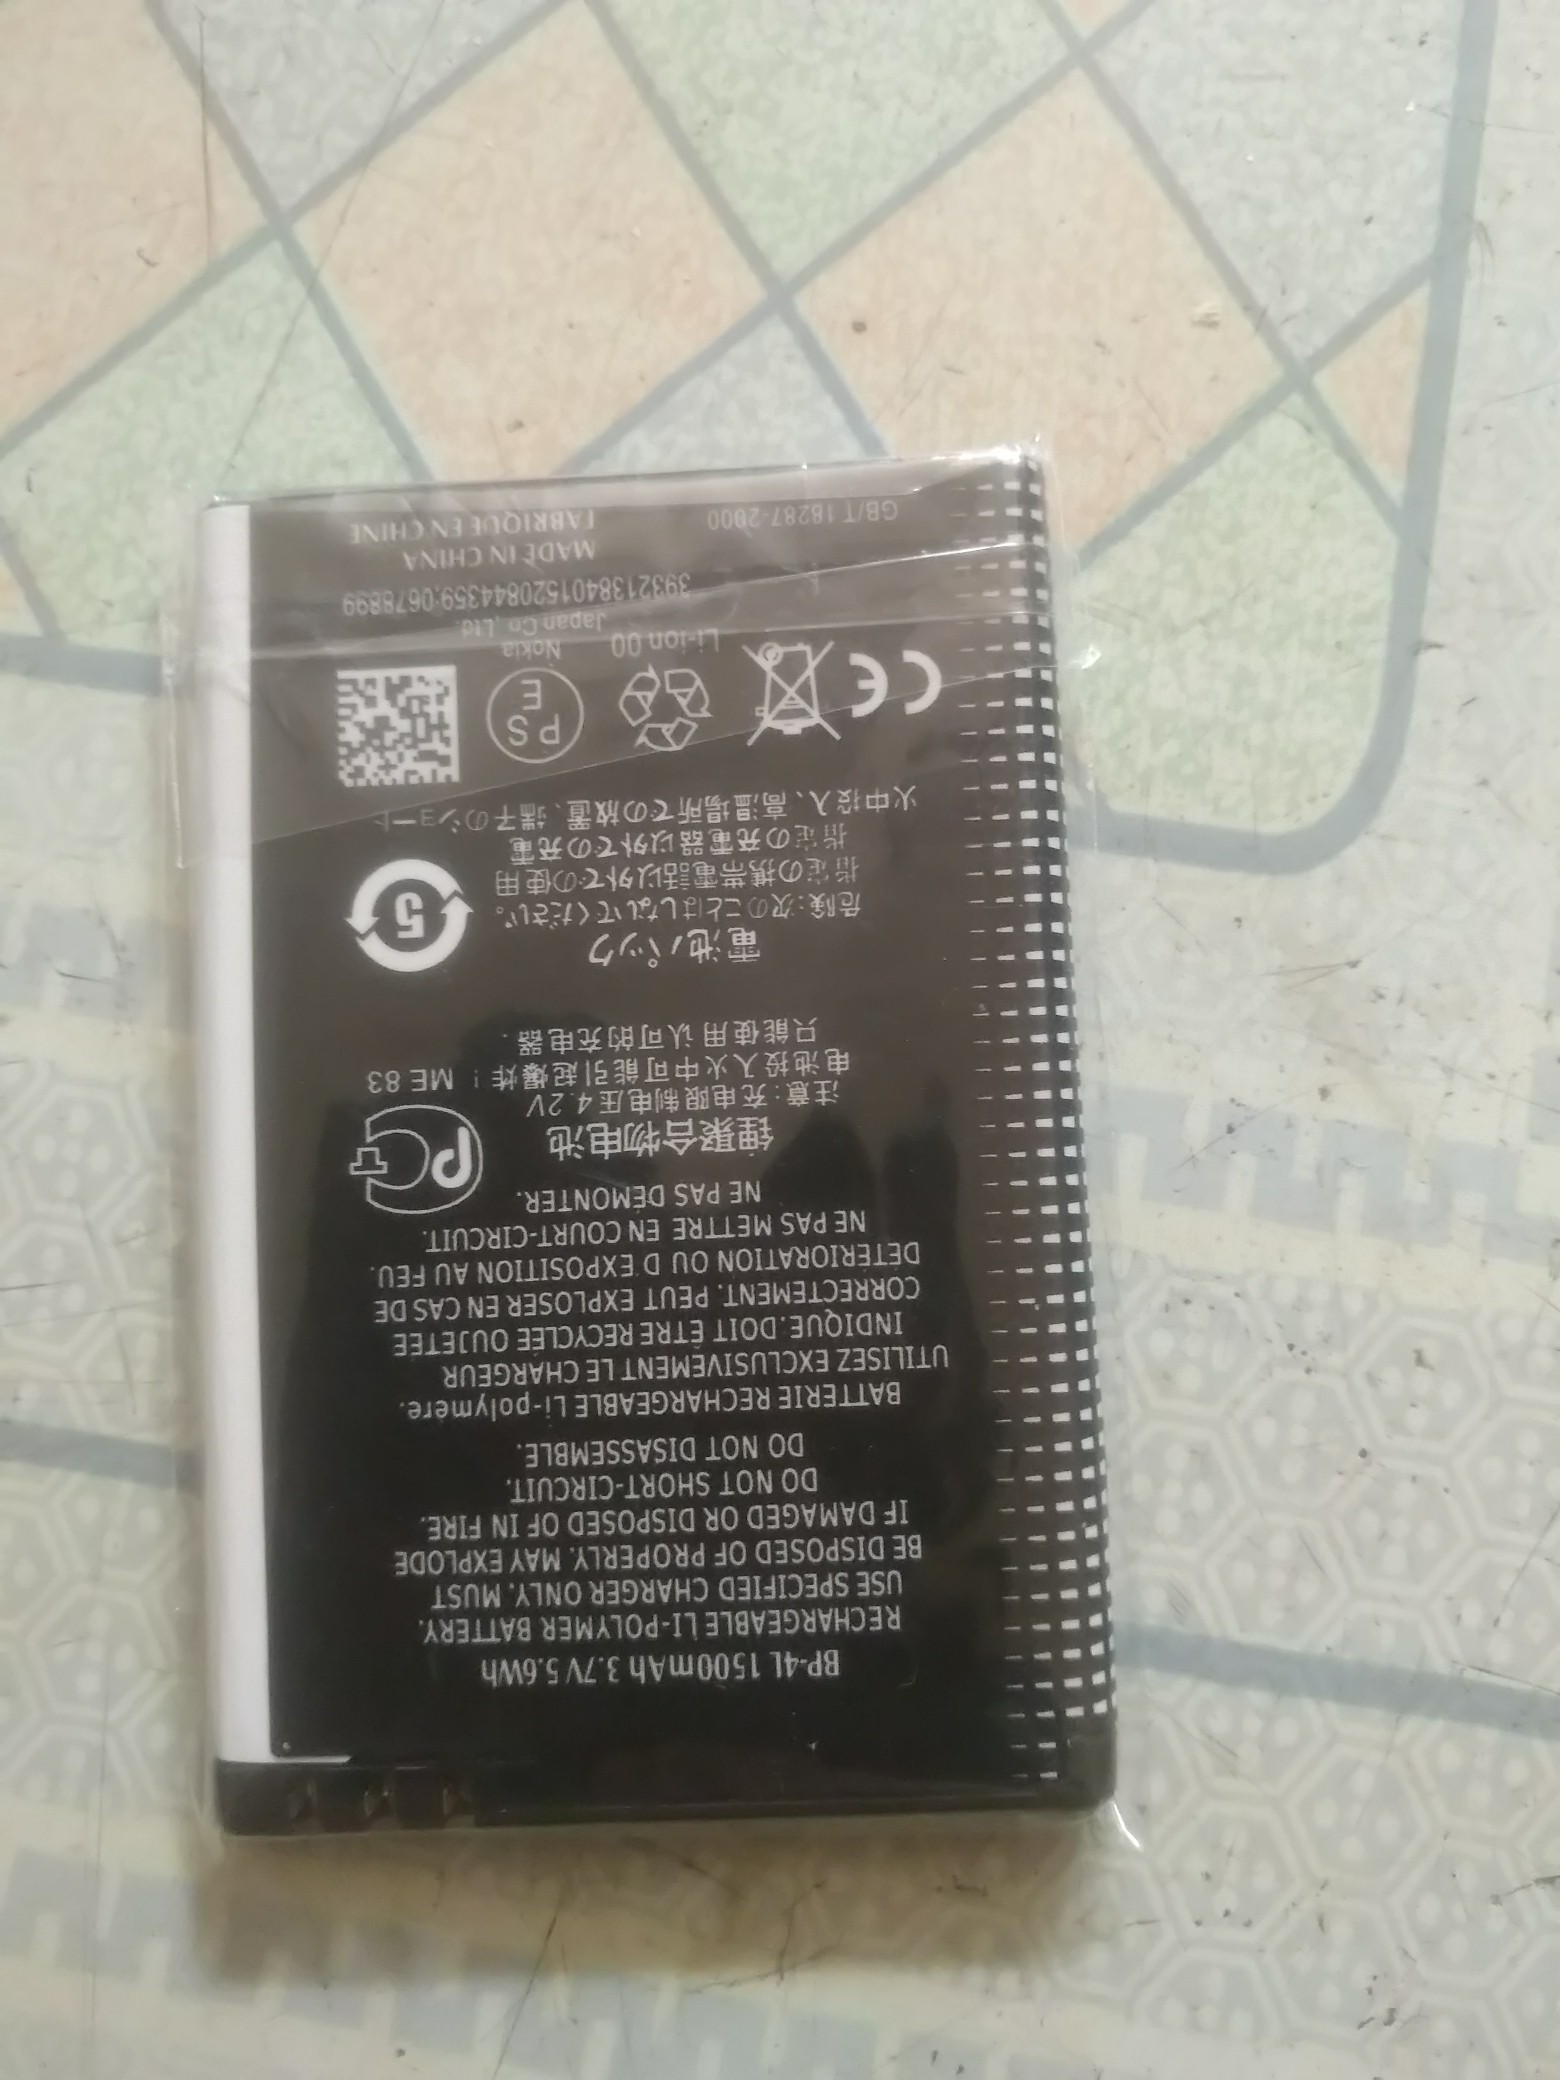 BP-4L 1500mAh 3.7V 5.6Wh
RECHARGEABLE LI-POLYMER BATTERY.
USE SPECIFIED CHARGER ONLY. MUST
BE DISPOSED OF PROPERLY. MAY EXPLODE
IF DAMAGED OR DISPOSED OF IN FIRE.
DO NOT SHORT-CIRCUIT.
DO NOT DISASSEMBLE.
BATTERIE RECHARGEABLE Li-polymère.
UTILISEZ EXCLUSIVEMENT LE CHARGEUR
INDIQUE.DOIT ÊTRE RECYCLÉE OUJETÉE
CORRECTEMENT. PEUT EXPLOSER EN CAS DE
DÉTÉRIORATION OU D'EXPOSITION AU FEU.
NE PAS METTRE EN COURT-CIRCUIT.
NE PAS DÉMONTER.
锂聚合物电池
注意:充电限制电压4.2V
电池投入火中可能引起爆炸! ME 83
只能使用认可的充电器.
電池パック
危険:次のことはしないでください。
指定の携帯電話以外での使用
指定の充電器以外での充電
火中投入、高温場所での放置、端子のショート
5
CE
PS
E
Li-ion 00
Nokia
Japan Co., Ltd.
3932138401520844359:0678899
MADE IN CHINA
FABRIQUE EN CHINE
GB/T 18287-2000